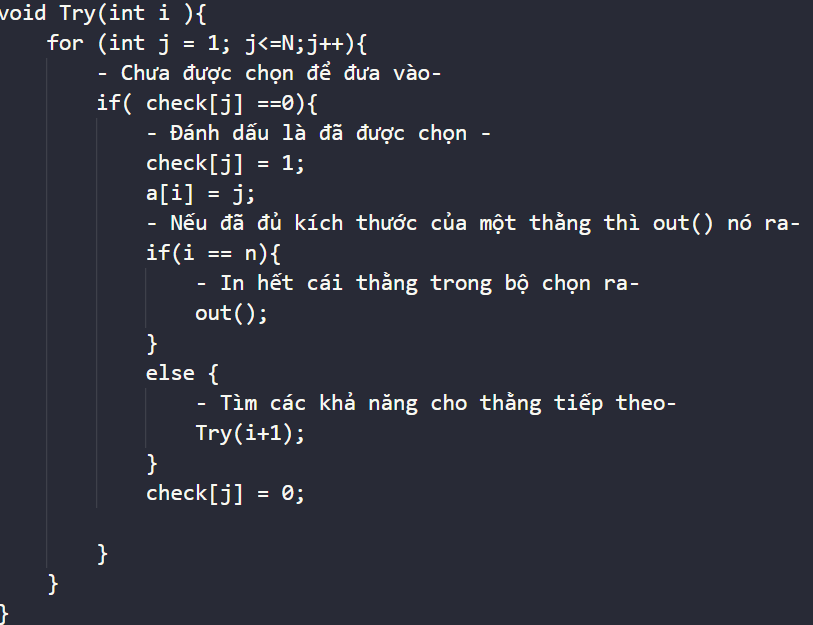 void Try(int i ){
for (int j = 1; j<=N;j++){
- Chưa được chọn để đưa vào-
if( check[j] ==0){
- Đánh dấu là đã được chọn -
check[j] = 1;
a[i] = j;
- Nếu đã đủ kích thước của một thằng thì out() nó ra-
if(i == n){
- In hết cái thằng trong bộ chọn ra-
out();
}
else {
- Tìm các khả năng cho thằng tiếp theo-
Try(i+1);
}
check[j] = 0;
}
}
}